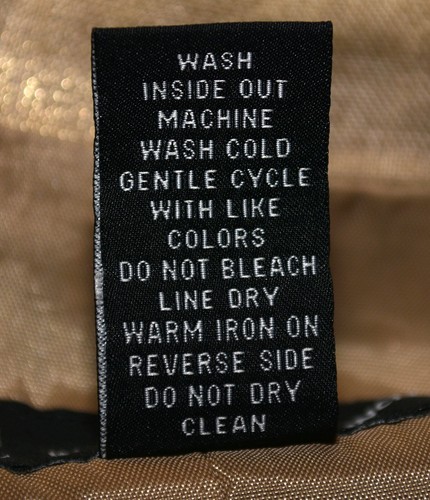 WASH
INSIDE OUT
MACHINE
WASH COLD
GENTLE CYCLE
WITH LIKE
COLORS
DO NOT BLEACH
LINE DRY
WARM IRON ON
REVERSE SIDE
DO NOT DRY
CLEAN